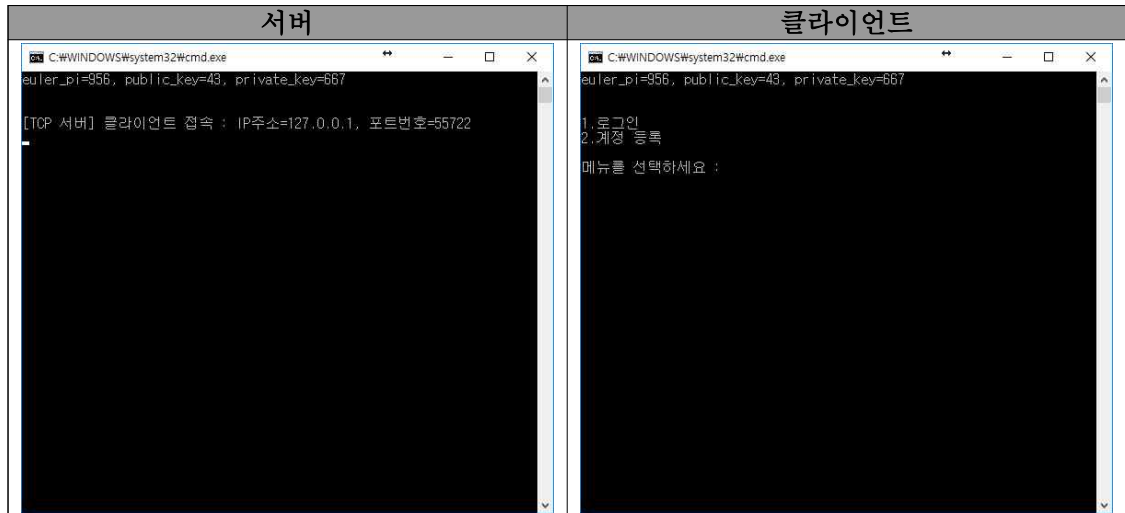 서버
클라이언트
C:₩WINDOWS₩system32₩cmd.exe
euler_pi=956, public_key=43, private_key=667
[TCP 서버] 클라이언트 접속 : IP주소=127.0.0.1, 포트번호=55722
C:₩WINDOWS₩system32₩cmd.exe
euler_pi=956, public_key=43, private_key=667
1.로그인
2.계정 등록
메뉴를 선택하세요 :